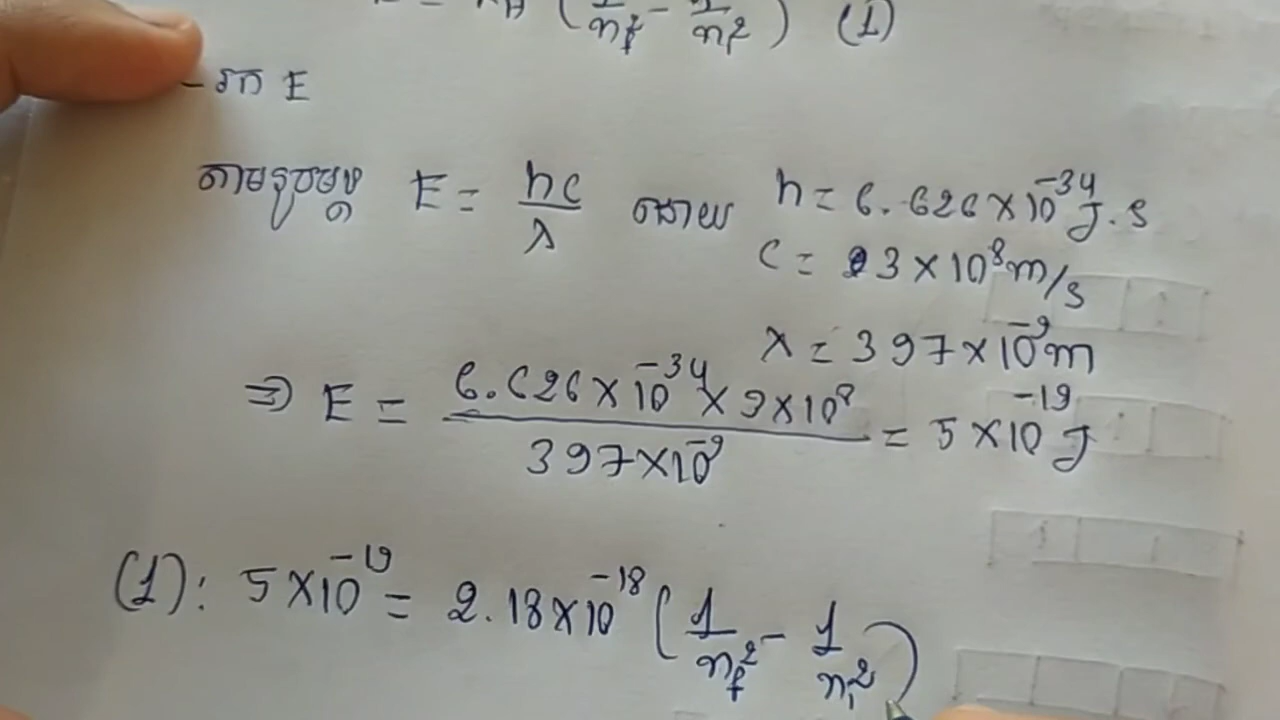 E = R_H (1/n_f² - 1/n_i²) (1)
- រក E
តាមរូបមន្ត E = hc/λ ដោយ h = 6.626 × 10⁻³⁴ J.s
c = 3 × 10⁸ m/s
λ = 397 × 10⁻⁹ m
⇒ E = (6.626 × 10⁻³⁴ × 3 × 10⁸)/(397 × 10⁻⁹) = 5 × 10⁻¹⁹ J
(1): 5 × 10⁻¹⁹ = 2.18 × 10⁻¹⁸ (1/n_f² - 1/n_i²)